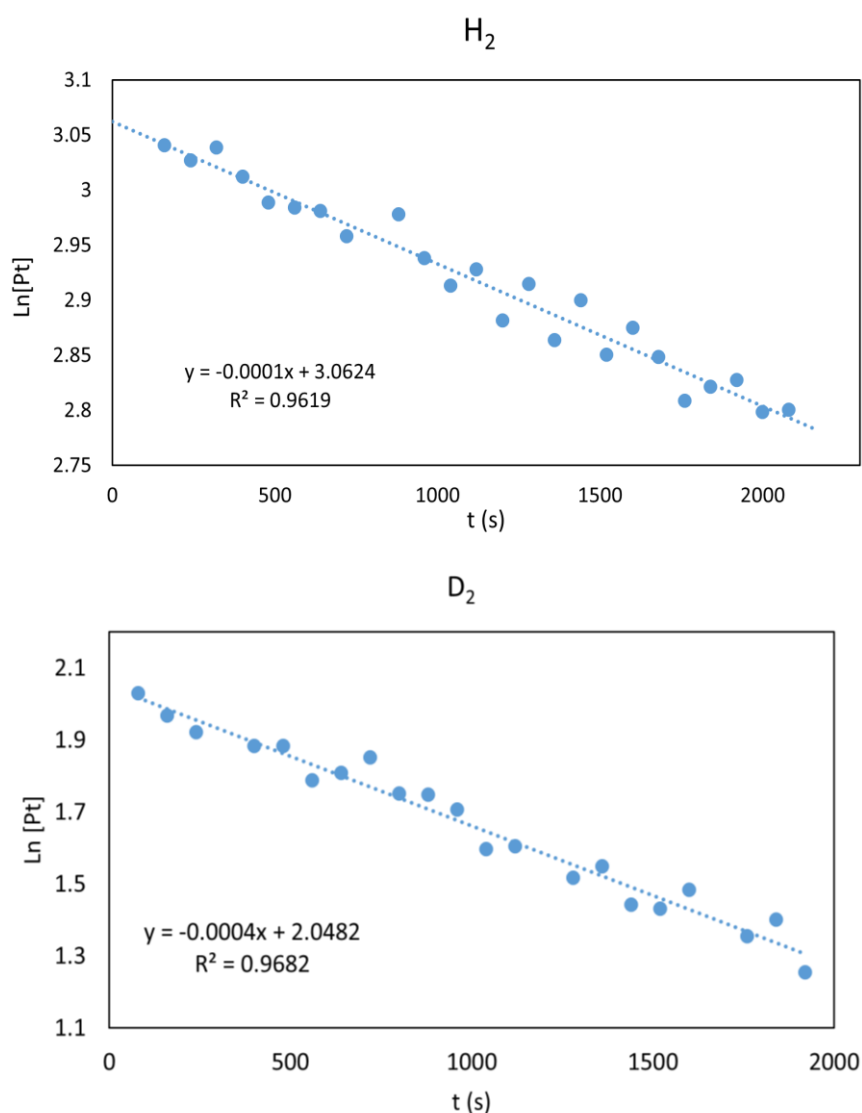 H₂
3.1
3.05
3
2.95
2.9
2.85
2.8
2.75
Ln[Pt]
y = -0.0001x + 3.0624
R² = 0.9619
0 500 1000 1500 2000
t (s)
D₂
2.1
1.9
1.7
1.5
1.3
1.1
Ln [Pt]
y = -0.0004x + 2.0482
R² = 0.9682
0 500 1000 1500 2000
t (s)